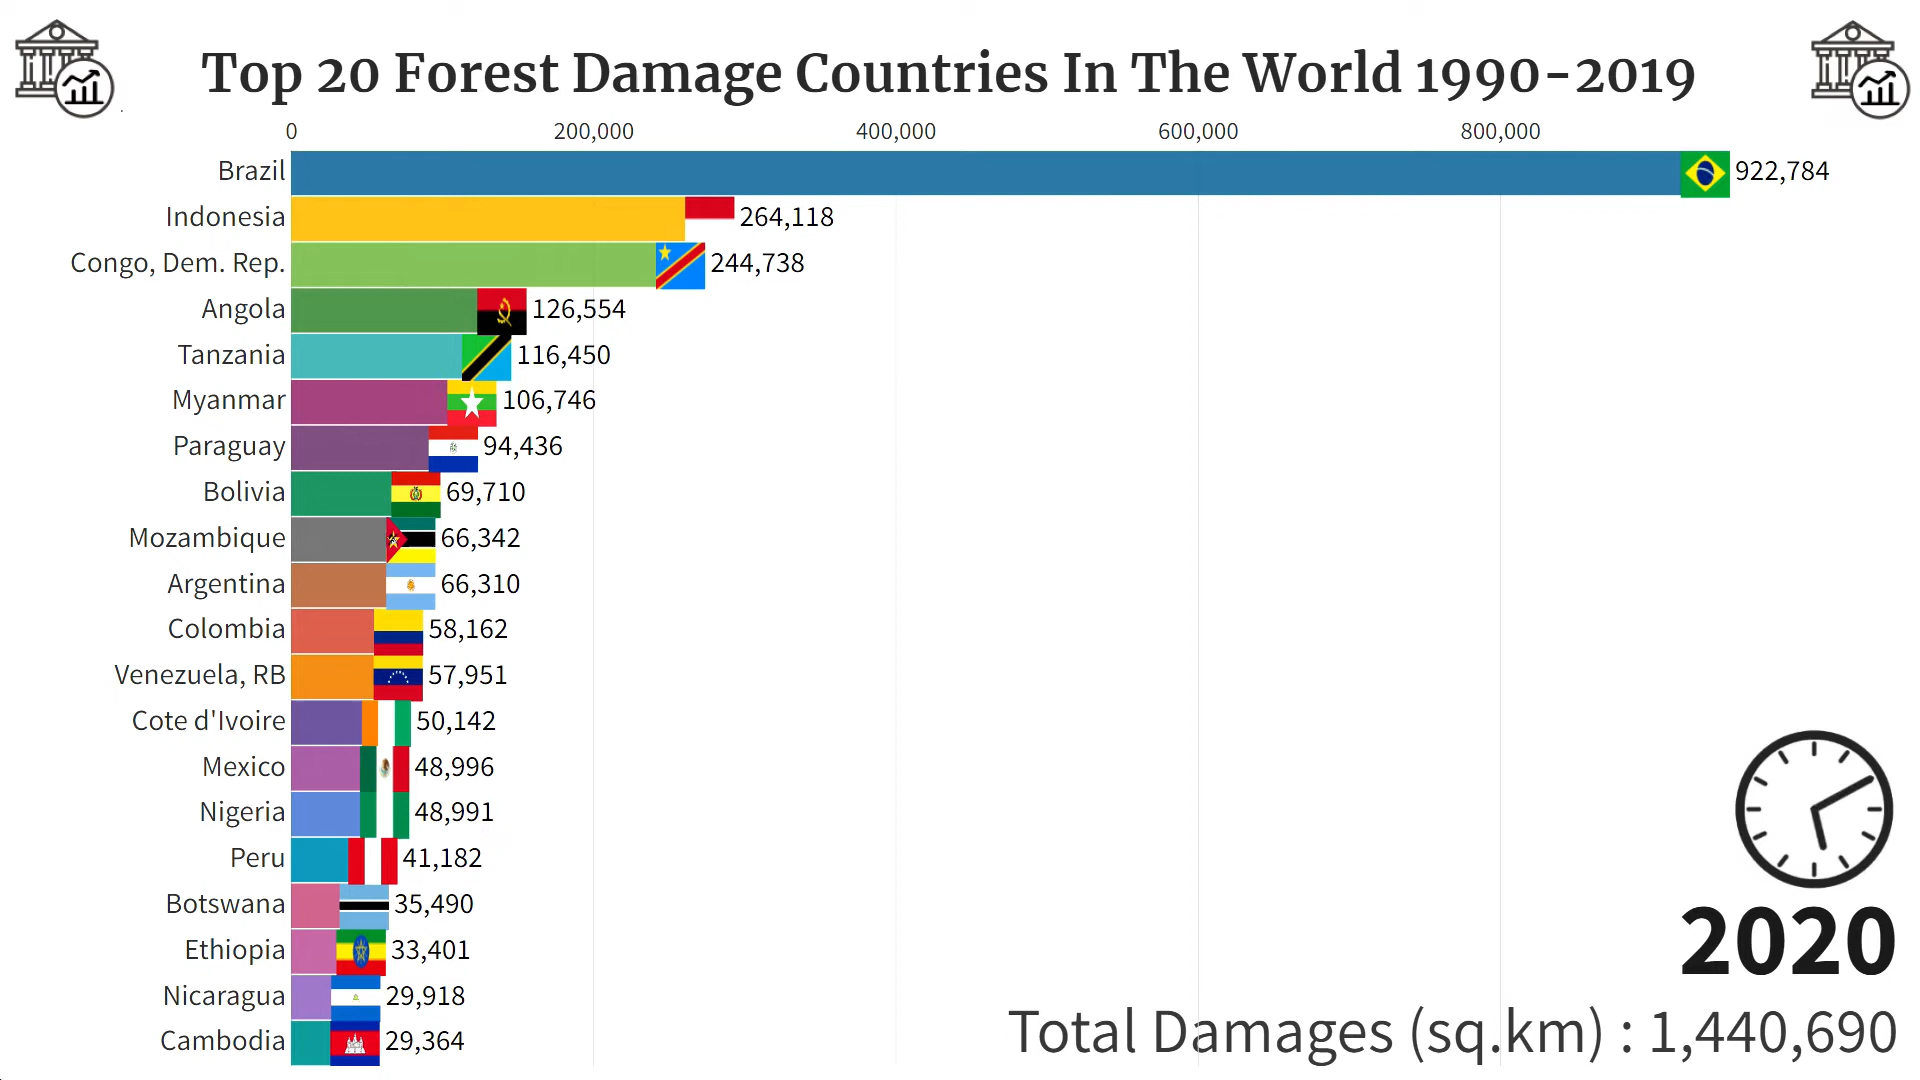 Top 20 Forest Damage Countries In The World 1990-2019
0 200,000 400,000 600,000 800,000
Brazil 922,784
Indonesia 264,118
Congo, Dem. Rep. 244,738
Angola 126,554
Tanzania 116,450
Myanmar 106,746
Paraguay 94,436
Bolivia 69,710
Mozambique 66,342
Argentina 66,310
Colombia 58,162
Venezuela, RB 57,951
Cote d'Ivoire 50,142
Mexico 48,996
Nigeria 48,991
Peru 41,182
Botswana 35,490
Ethiopia 33,401
Nicaragua 29,918
Cambodia 29,364
2020
Total Damages (sq.km) : 1,440,690